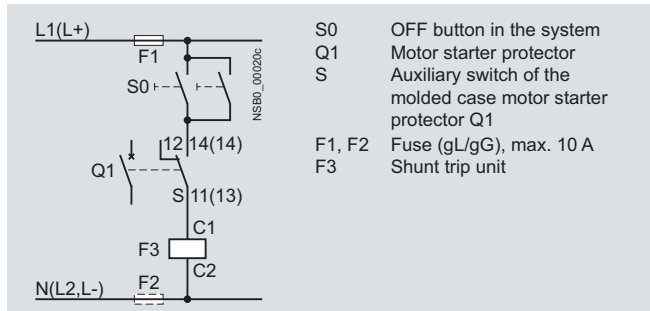 L1(L+)
F1
S0
NSB0_00020c
12 14(14)
Q1
S 11(13)
C1
F3
C2
N(L2,L-)
F2
S0 OFF button in the system
Q1 Motor starter protector
S Auxiliary switch of the
molded case motor starter
protector Q1
F1, F2 Fuse (gL/gG), max. 10 A
F3 Shunt trip unit